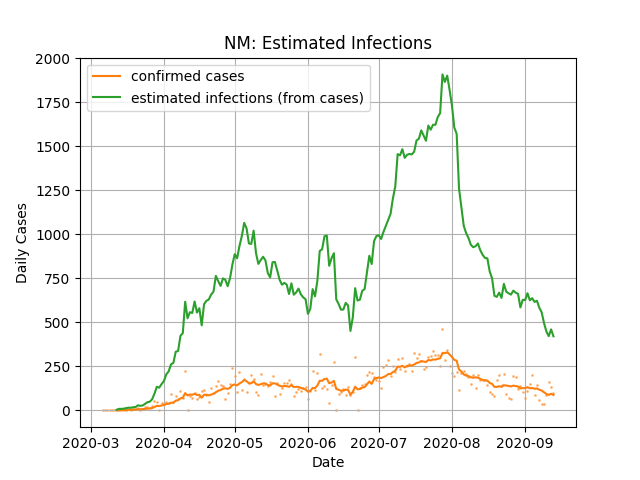 NM: Estimated Infections
confirmed cases
estimated infections (from cases)
Daily Cases
2000
1750
1500
1250
1000
750
500
250
0
2020-03 2020-04 2020-05 2020-06 2020-07 2020-08 2020-09
Date